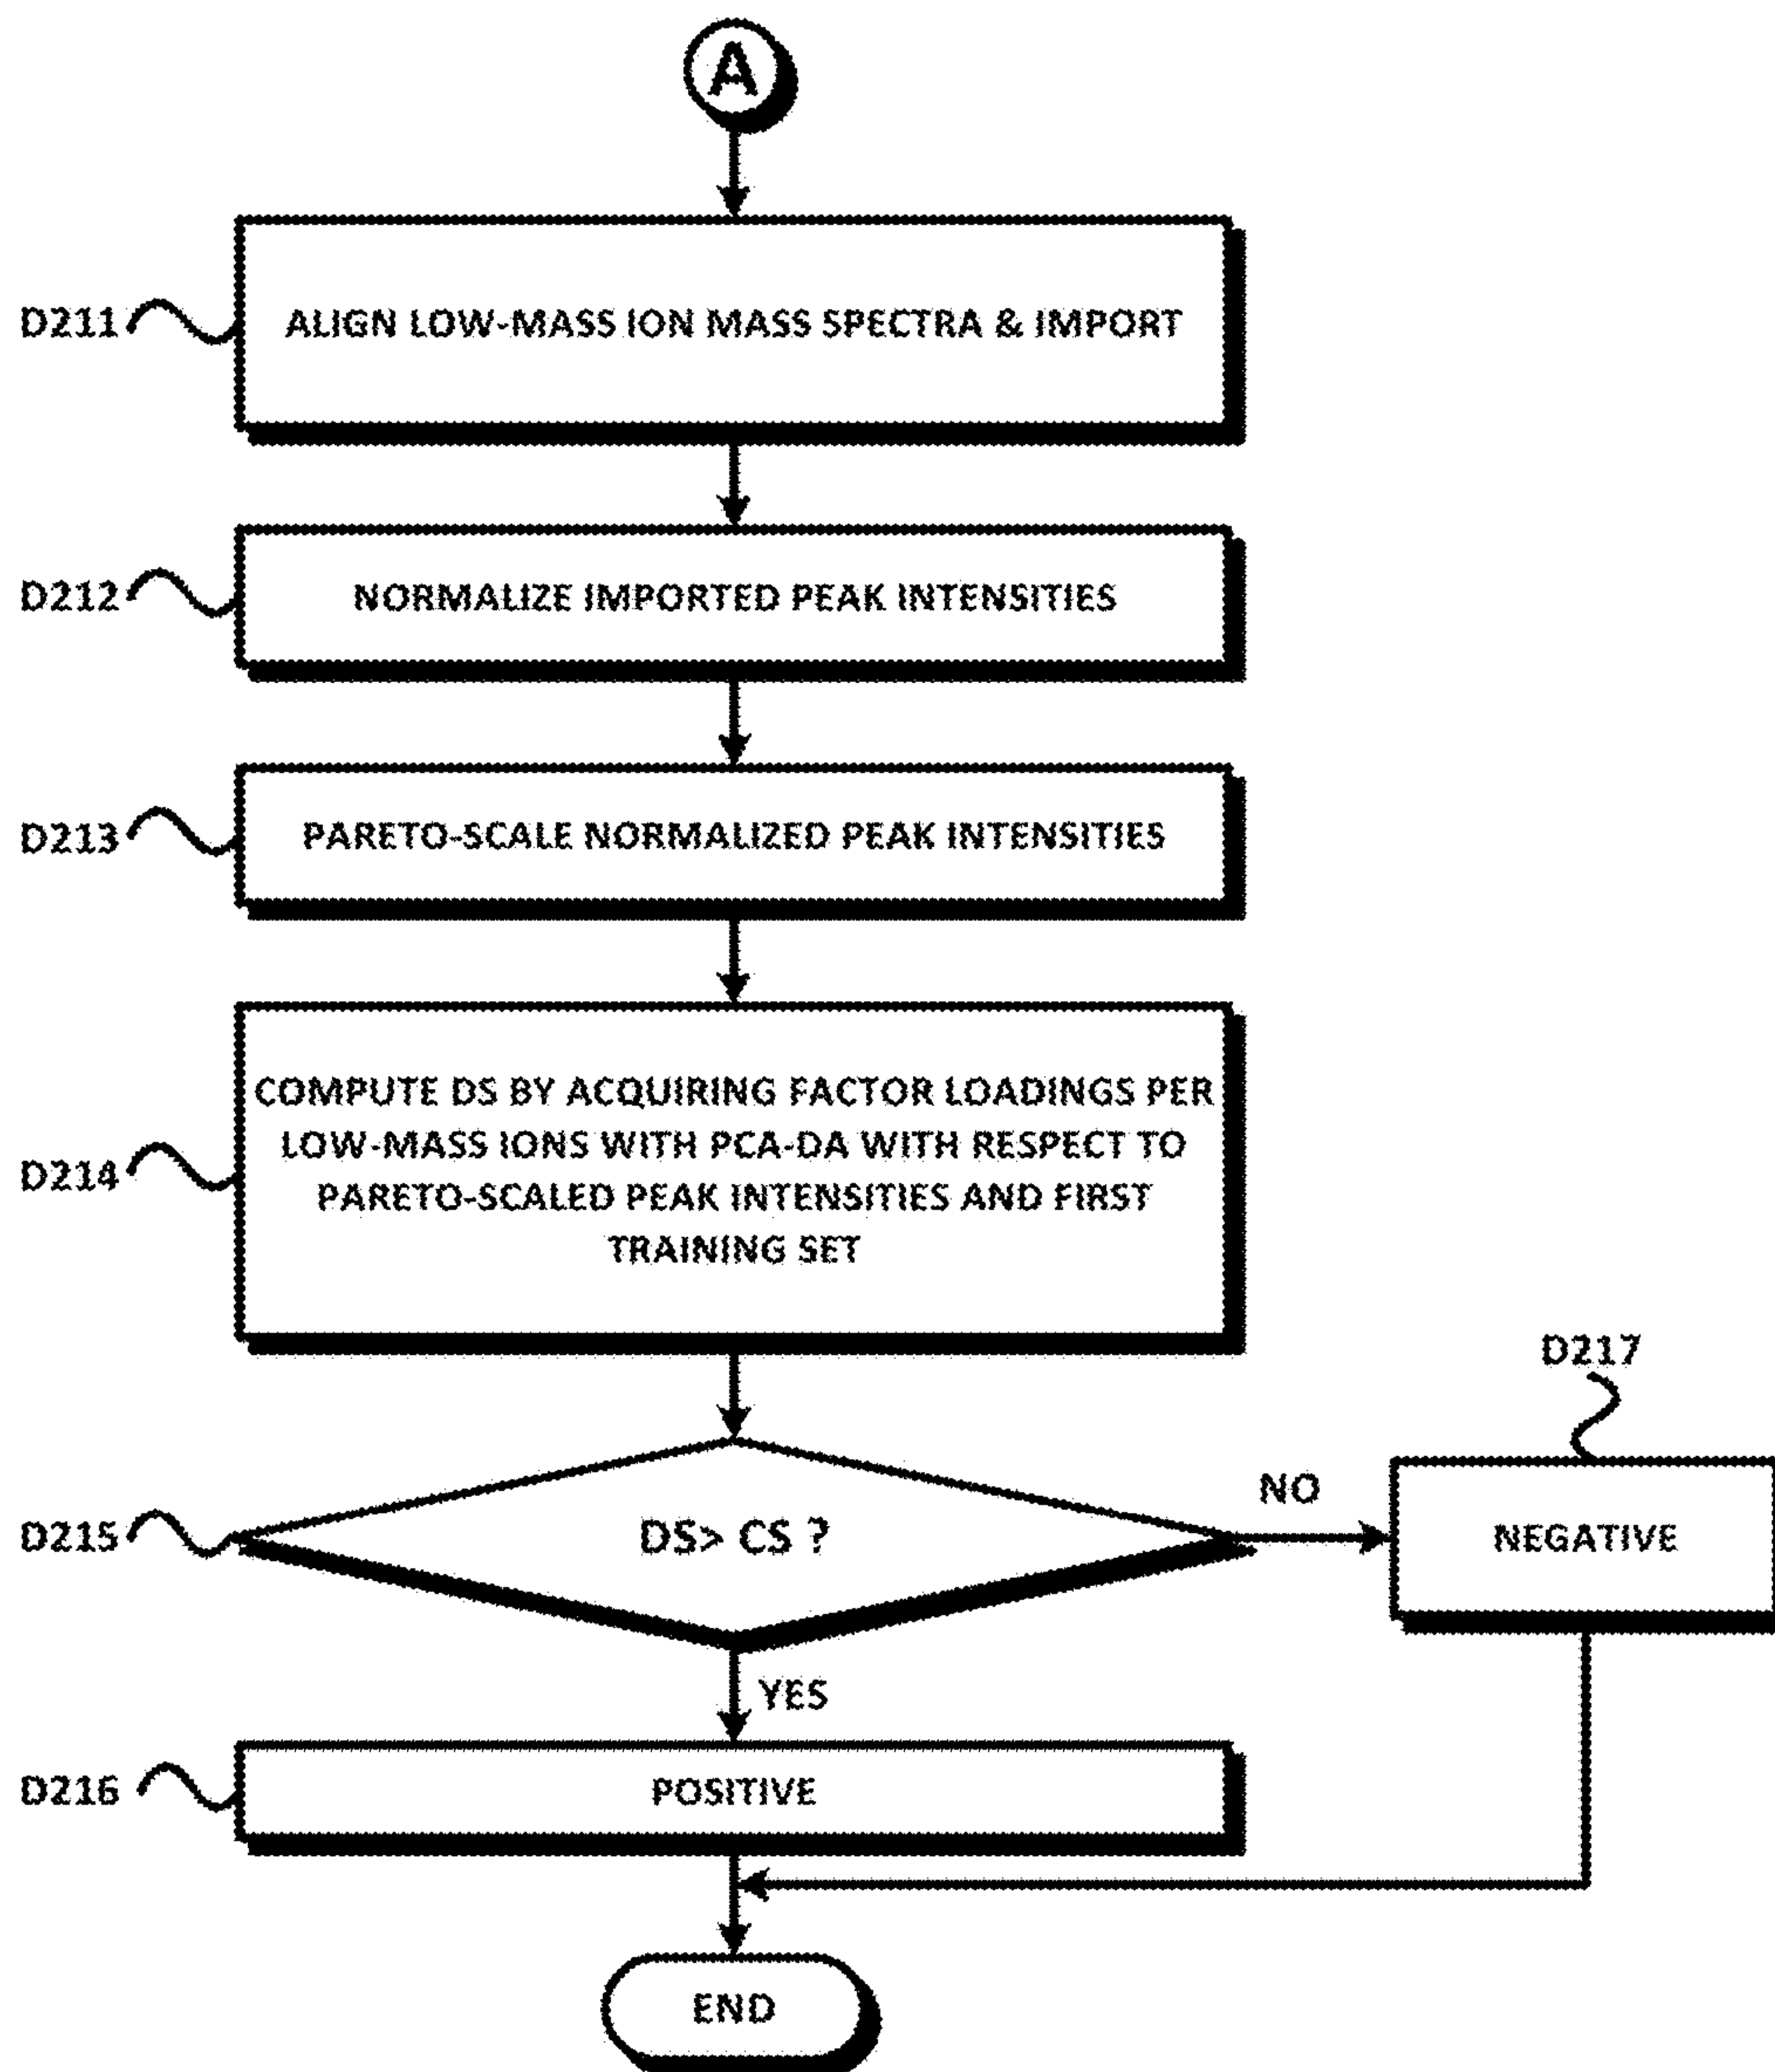 A
D211
ALIGN LOW-MASS ION MASS SPECTRA & IMPORT
D212
NORMALIZE IMPORTED PEAK INTENSITIES
D213
PARETO-SCALE NORMALIZED PEAK INTENSITIES
D214
COMPUTE DS BY ACQUIRING FACTOR LOADINGS PER
LOW-MASS IONS WITH PCA-DA WITH RESPECT TO
PARETO-SCALED PEAK INTENSITIES AND FIRST
TRAINING SET
D215
DS> CS ?
NO
D217
NEGATIVE
YES
D216
POSITIVE
END